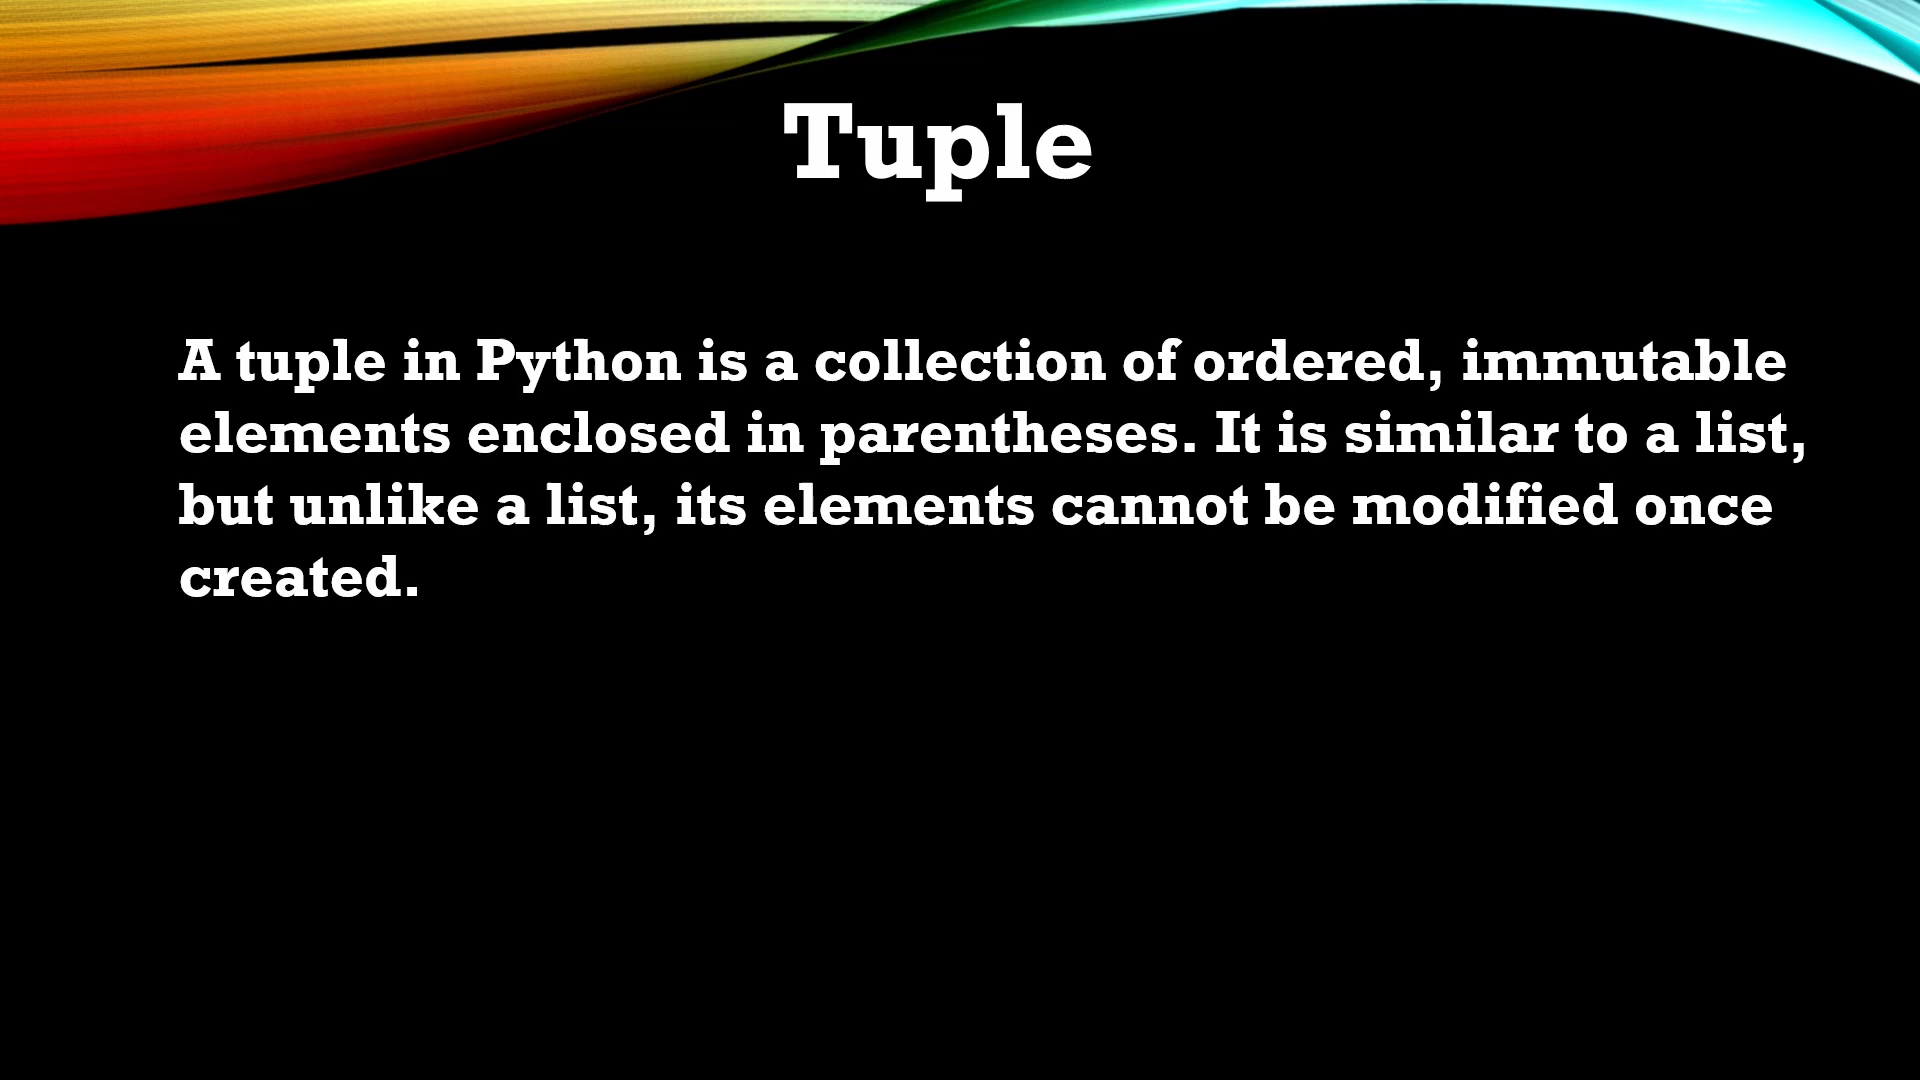 Tuple
A tuple in Python is a collection of ordered, immutable
elements enclosed in parentheses. It is similar to a list,
but unlike a list, its elements cannot be modified once
created.